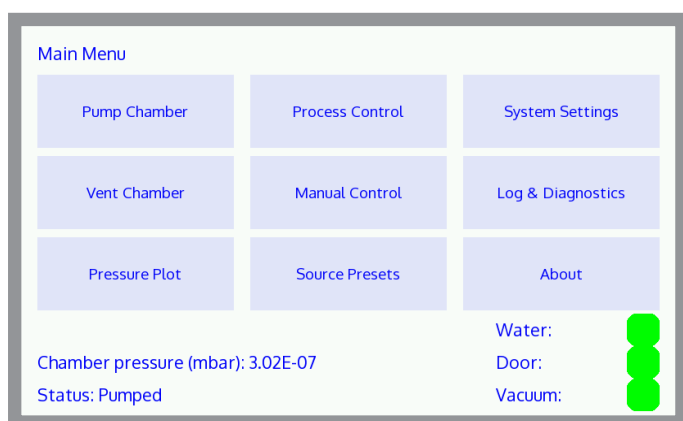 Main Menu
Pump Chamber
Process Control
System Settings
Vent Chamber
Manual Control
Log & Diagnostics
Pressure Plot
Source Presets
About
Water:
Chamber pressure (mbar): 3.02E-07
Door:
Status: Pumped
Vacuum: